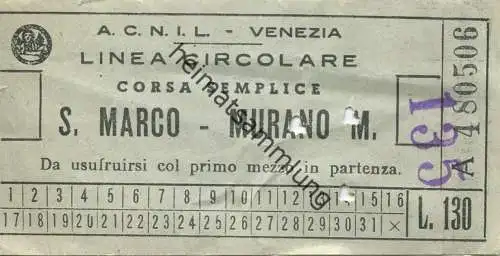 A. C. N. I. L. - VENEZIA
LINEA CIRCOLARE
CORSA SEMPLICE
S. MARCO - MURANO M.
Da usufruirsi col primo mezzo in partenza.
1 2 3 4 5 6 7 8 9 10 11 12 13 14 15 16
17 18 19 20 21 22 23 24 25 26 27 28 29 30 31 ×
L. 130
A 480506
135
heimatsammlung